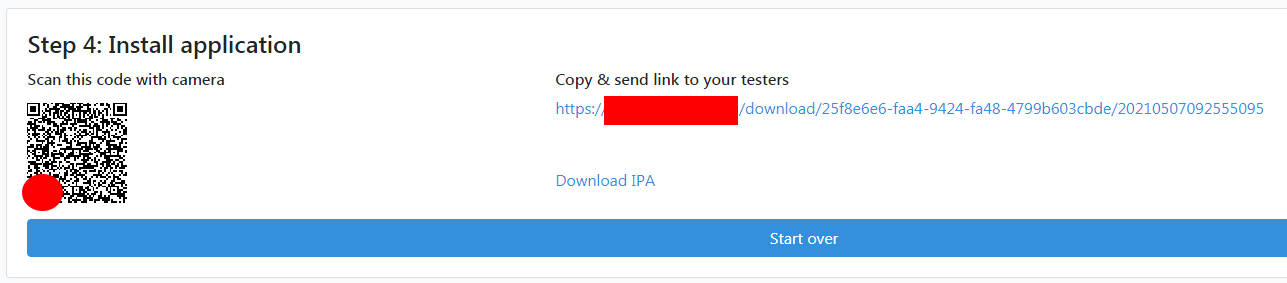 Step 4: Install application
Scan this code with camera
Copy & send link to your testers
https:/ /download/25f8e6e6-faa4-9424-fa48-4799b603cbde/20210507092555095
Download IPA
Start over